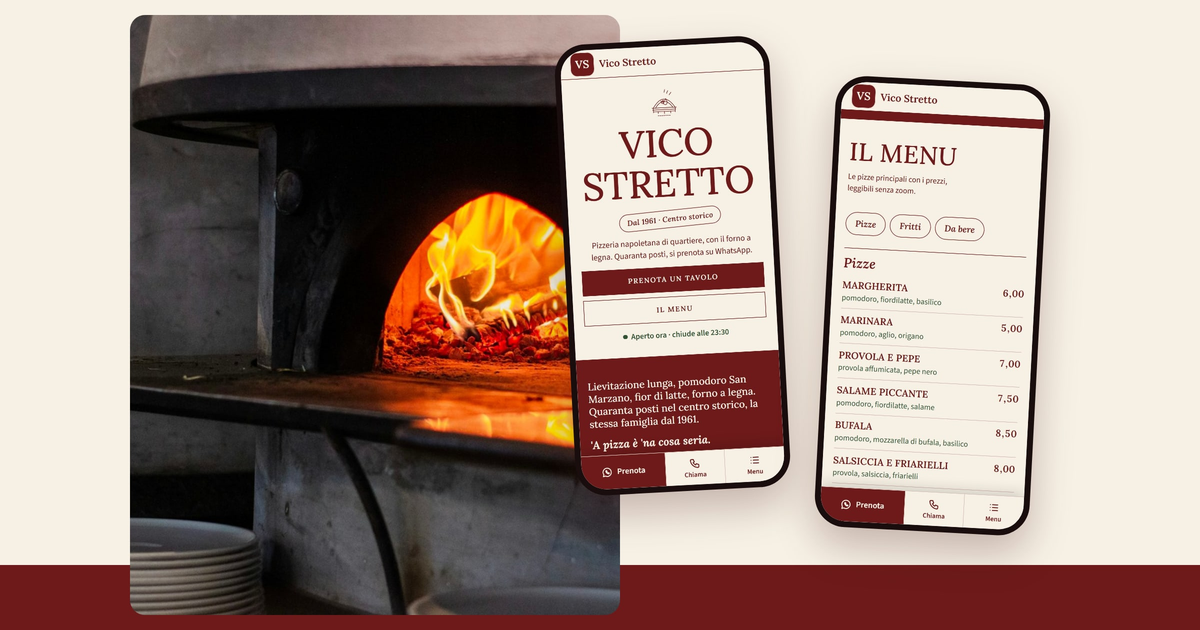 VS Vico Stretto
VICO
STRETTO
Dal 1961 · Centro storico
Pizzeria napoletana di quartiere, con il forno a
legna. Quaranta posti, si prenota su WhatsApp.
PRENOTA UN TAVOLO
IL MENU
Aperto ora · chiude alle 23:30
Lievitazione lunga, pomodoro San
Marzano, fior di latte, forno a legna.
Quaranta posti nel centro storico, la
stessa famiglia dal 1961.
'A pizza è 'na cosa seria.
Prenota
Chiama
Menu
VS Vico Stretto
IL MENU
Le pizze principali con i prezzi,
leggibili senza zoom.
Pizze Fritti Da bere
Pizze
MARGHERITA 6,00
pomodoro, fiordilatte, basilico
MARINARA 5,00
pomodoro, aglio, origano
PROVOLA E PEPE 7,00
provola affumicata, pepe nero
SALAME PICCANTE 7,50
pomodoro, fiordilatte, salame
BUFALA 8,50
pomodoro, mozzarella di bufala, basilico
SALSICCIA E FRIARIELLI 8,00
provola, salsiccia, friarielli
Prenota
Chiama
Menu